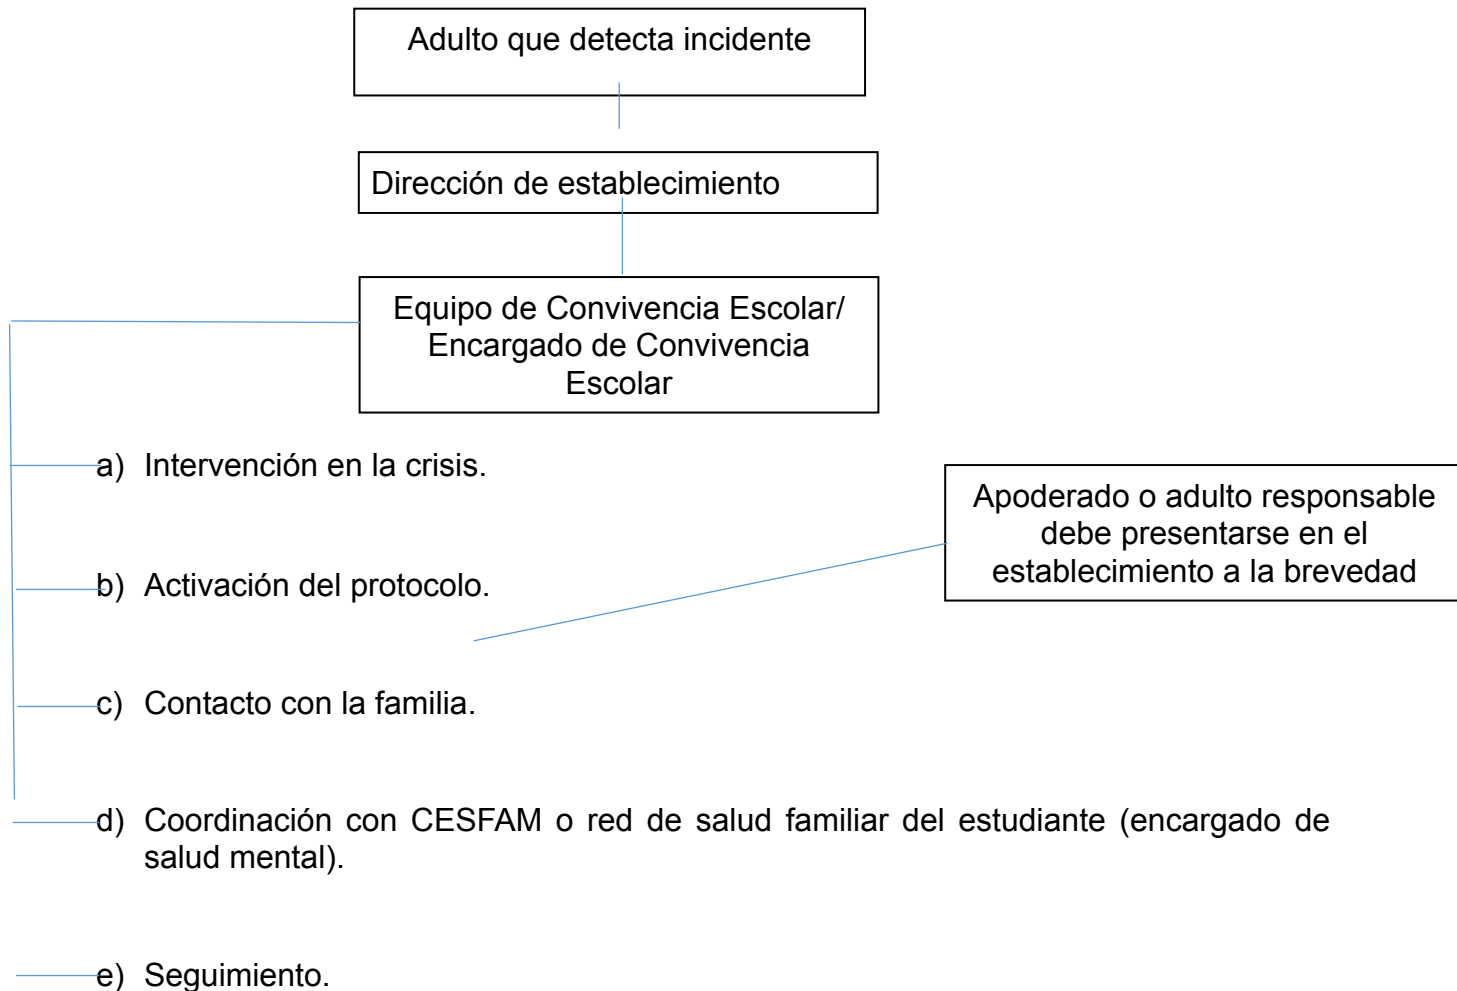 Adulto que detecta incidente
Dirección de establecimiento
Equipo de Convivencia Escolar/
Encargado de Convivencia
Escolar
a) Intervención en la crisis.
Apoderado o adulto responsable
debe presentarse en el
establecimiento a la brevedad
b) Activación del protocolo.
c) Contacto con la familia.
d) Coordinación con CESFAM o red de salud familiar del estudiante (encargado de
salud mental).
e) Seguimiento.